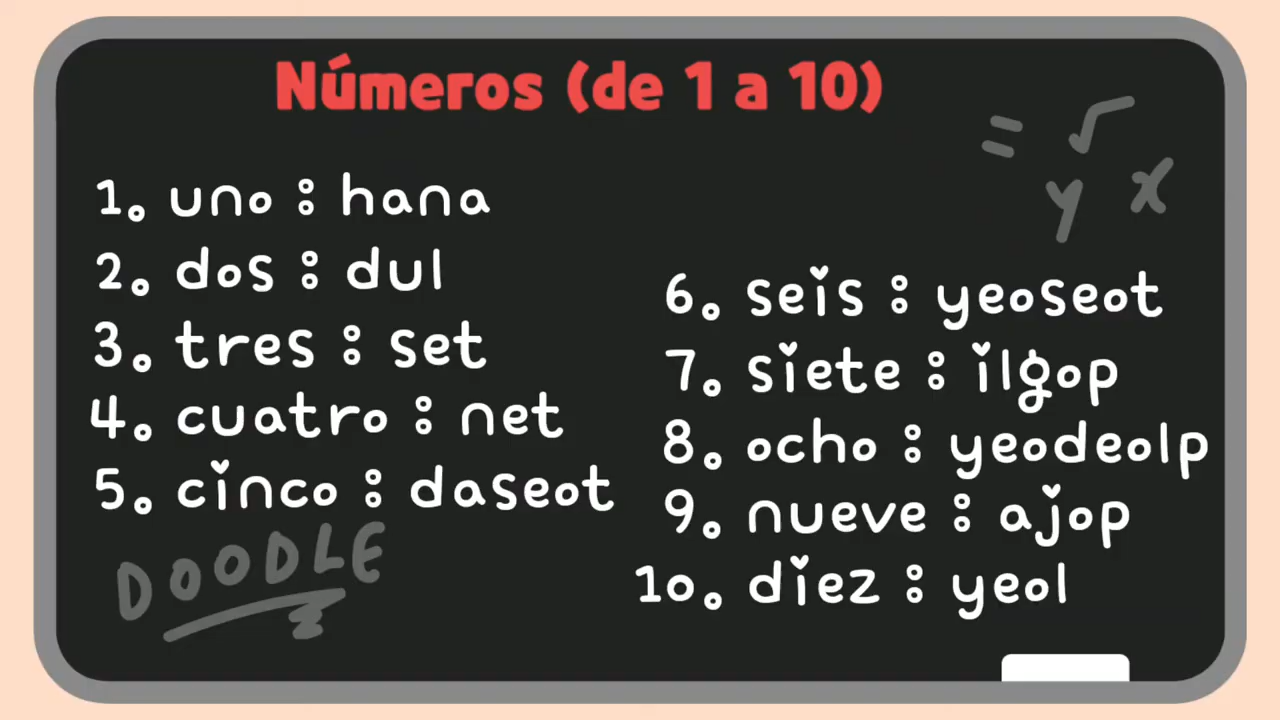 Números (de 1 a 10)
= √
y x
1. uno : hana
2. dos : dul
3. tres : set
4. cuatro : net
5. cinco : daseot
6. seis : yeoseot
7. siete : ilgop
8. ocho : yeodeolp
9. nueve : ajop
10. diez : yeol
DOODLE